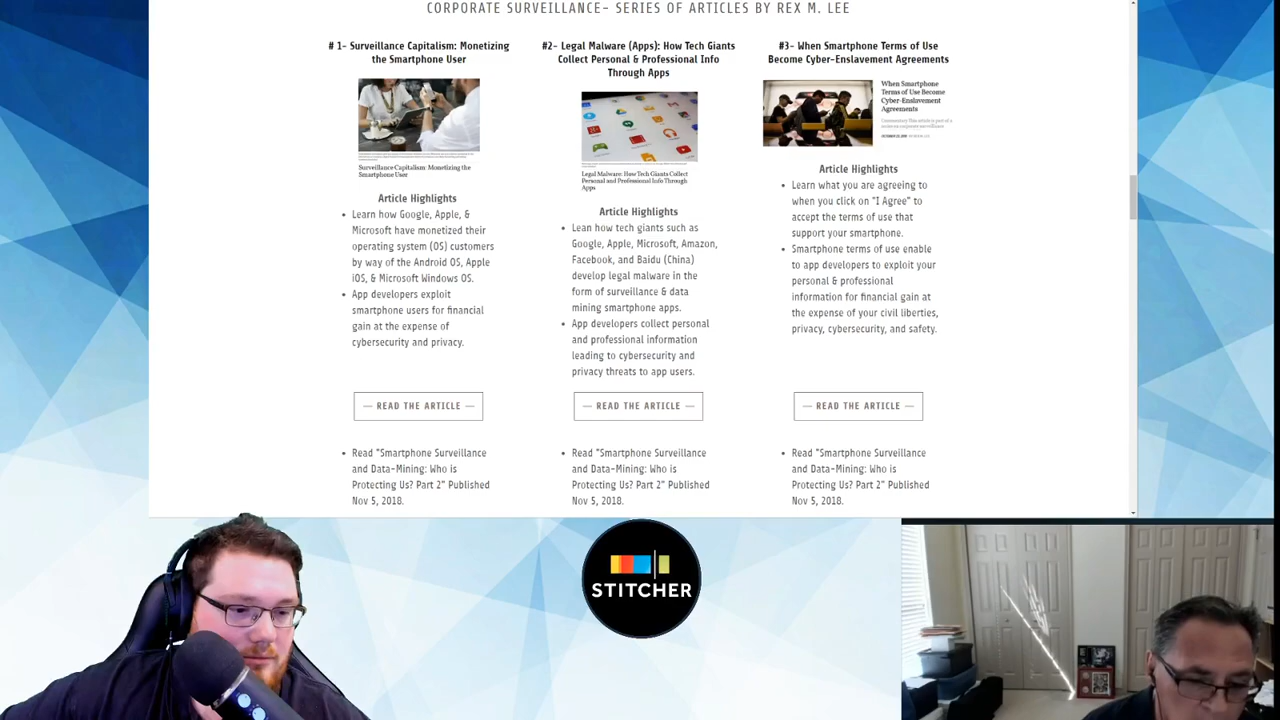 CORPORATE SURVEILLANCE- SERIES OF ARTICLES BY REX M. LEE
# 1- Surveillance Capitalism: Monetizing
the Smartphone User
Surveillance Capitalism: Monetizing the
Smartphone User
Article Highlights
• Learn how Google, Apple, &
Microsoft have monetized their
operating system (OS) customers
by way of the Android OS, Apple
iOS, & Microsoft Windows OS.
• App developers exploit
smartphone users for financial
gain at the expense of
cybersecurity and privacy.
— READ THE ARTICLE —
• Read "Smartphone Surveillance
and Data-Mining: Who is
Protecting Us? Part 2" Published
Nov 5, 2018.
#2- Legal Malware (Apps): How Tech Giants
Collect Personal & Professional Info
Through Apps
Legal Malware: How Tech Giants Collect
Personal and Professional Info Through
Apps
Article Highlights
• Lean how tech giants such as
Google, Apple, Microsoft, Amazon,
Facebook, and Baidu (China)
develop legal malware in the
form of surveillance & data
mining smartphone apps.
• App developers collect personal
and professional information
leading to cybersecurity and
privacy threats to app users.
— READ THE ARTICLE —
• Read "Smartphone Surveillance
and Data-Mining: Who is
Protecting Us? Part 2" Published
Nov 5, 2018.
#3- When Smartphone Terms of Use
Become Cyber-Enslavement Agreements
When Smartphone
Terms of Use Become
Cyber-Enslavement
Agreements
Article Highlights
• Learn what you are agreeing to
when you click on "I Agree" to
accept the terms of use that
support your smartphone.
• Smartphone terms of use enable
to app developers to exploit your
personal & professional
information for financial gain at
the expense of your civil liberties,
privacy, cybersecurity, and safety.
— READ THE ARTICLE —
• Read "Smartphone Surveillance
and Data-Mining: Who is
Protecting Us? Part 2" Published
Nov 5, 2018.
STITCHER